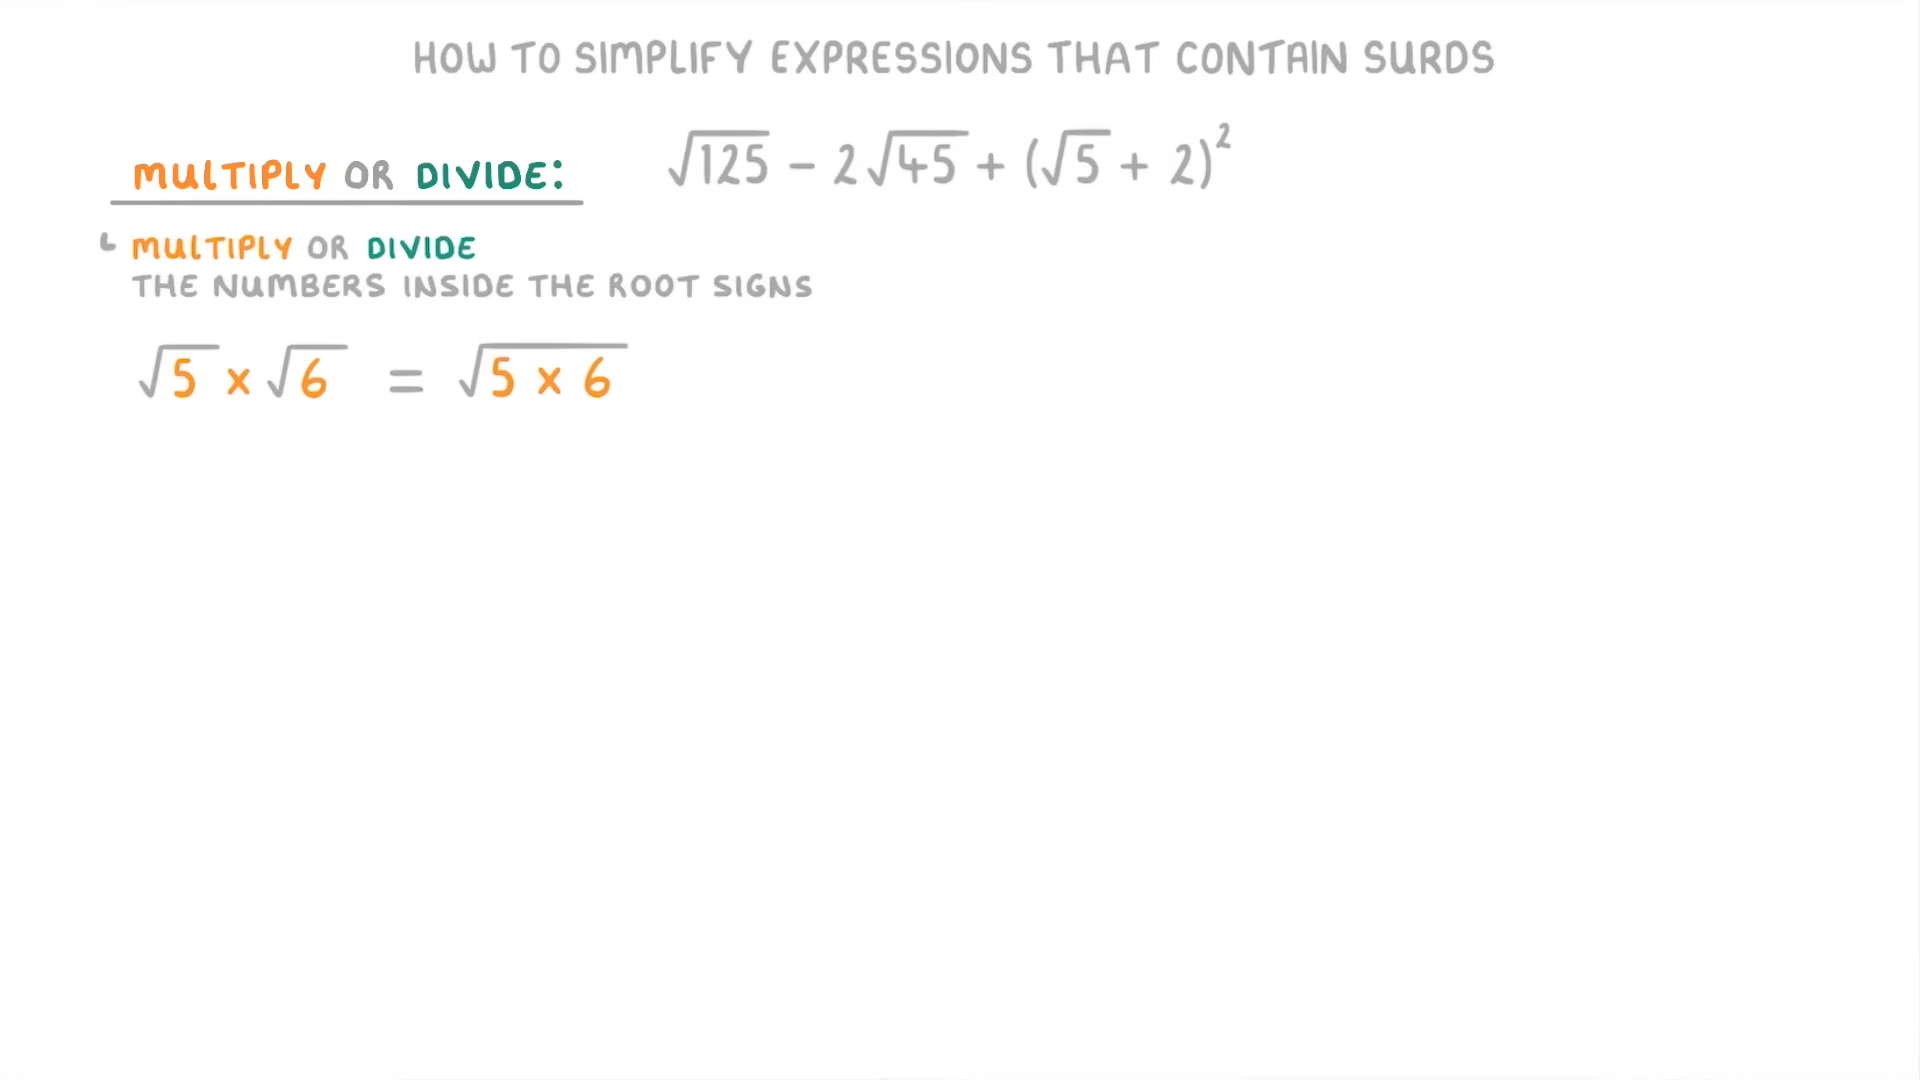 HOW TO SIMPLIFY EXPRESSIONS THAT CONTAIN SURDS
√125 − 2√45 + (√5 + 2)²
MULTIPLY OR DIVIDE:
MULTIPLY OR DIVIDE
THE NUMBERS INSIDE THE ROOT SIGNS
√5 × √6 = √5 × 6